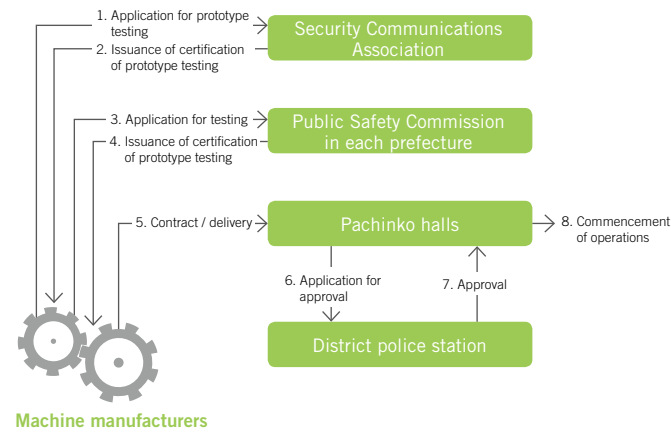 1. Application for prototype
testing
2. Issuance of certification
of prototype testing
Security Communications
Association
3. Application for testing
4. Issuance of certification
of prototype testing
Public Safety Commission
in each prefecture
5. Contract / delivery
Pachinko halls
8. Commencement
of operations
6. Application for
approval
7. Approval
District police station
Machine manufacturers